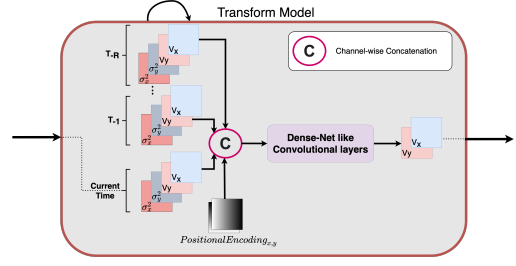 Transform Model
T-R
Vx
Vy
σ²y
σ²x
C
Channel-wise Concatenation
T-1
Vx
Vy
σ²y
σ²x
C
Dense-Net like
Convolutional layers
Vx
Vy
Current
Time
Vx
Vy
σ²y
σ²x
PositionalEncodingx,y